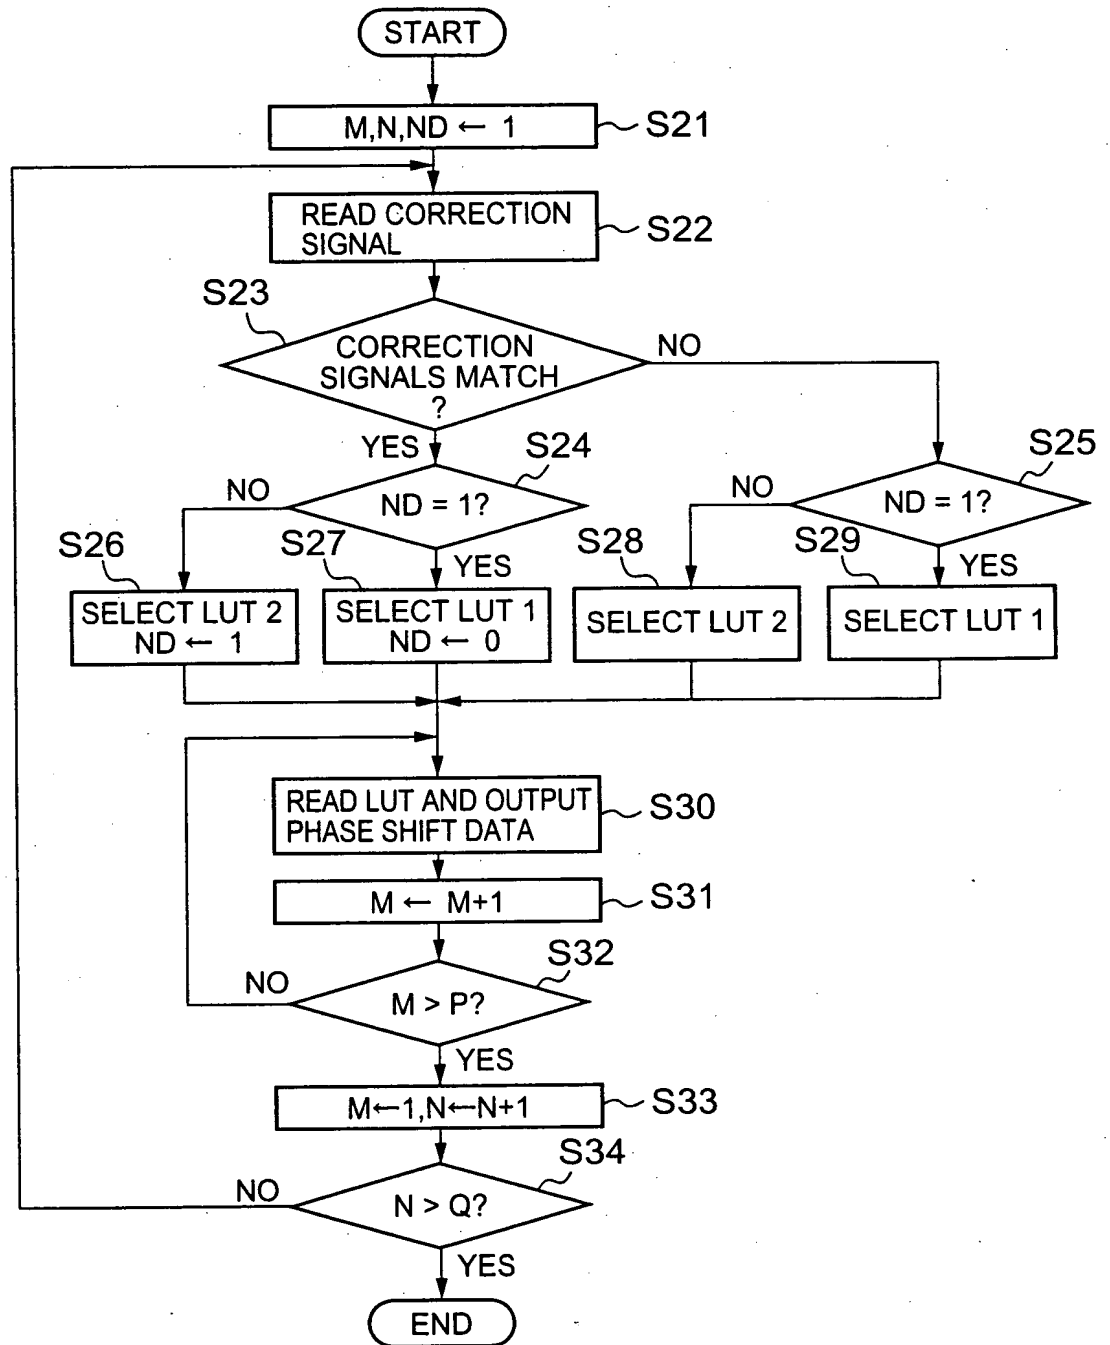 START
M,N,ND ← 1
S21
READ CORRECTION
SIGNAL
S22
S23
CORRECTION
SIGNALS MATCH
?
NO
YES
S24
ND = 1?
NO
S25
ND = 1?
NO
S26
S27
YES
S28
S29
YES
SELECT LUT 2
ND ← 1
SELECT LUT 1
ND ← 0
SELECT LUT 2
SELECT LUT 1
READ LUT AND OUTPUT
PHASE SHIFT DATA
S30
M ← M+1
S31
S32
NO
M > P?
YES
M←1,N←N+1
S33
S34
NO
N > Q?
YES
END